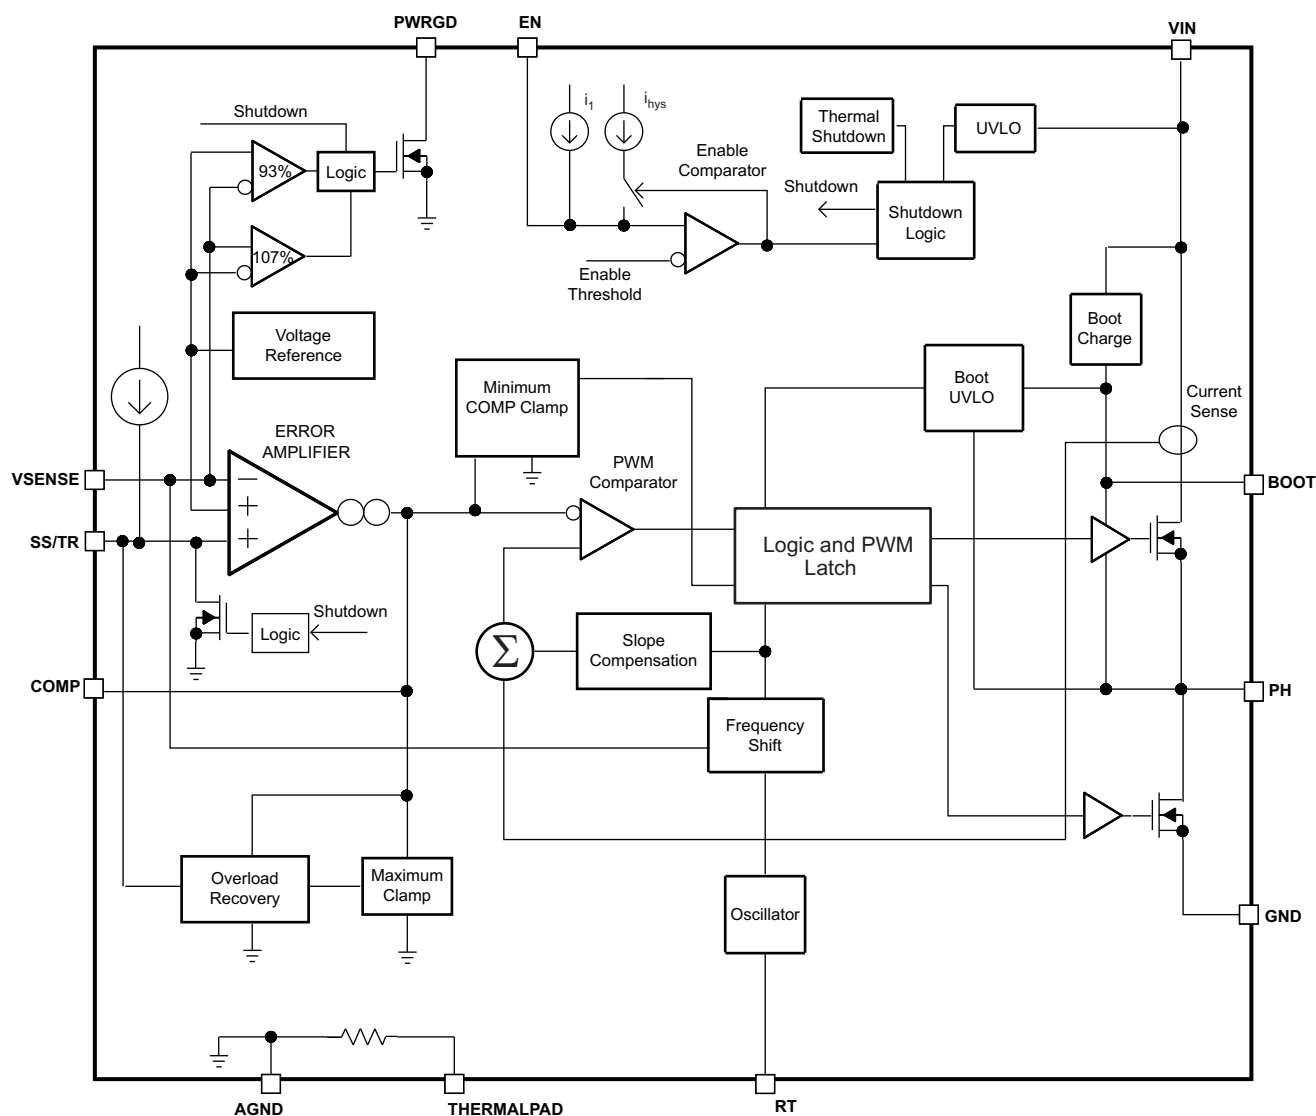 PWRGD
EN
VIN
Shutdown
i1
ihys
Thermal
Shutdown
UVLO
93%
Logic
Enable
Comparator
Shutdown
Shutdown
Logic
107%
Enable
Threshold
Voltage
Reference
Boot
Charge
Minimum
COMP Clamp
Boot
UVLO
Current
Sense
ERROR
AMPLIFIER
PWM
Comparator
VSENSE
−
+
+
BOOT
SS/TR
Logic and PWM
Latch
Shutdown
Logic
Σ
Slope
Compensation
COMP
PH
Frequency
Shift
Overload
Recovery
Maximum
Clamp
Oscillator
GND
AGND
THERMALPAD
RT